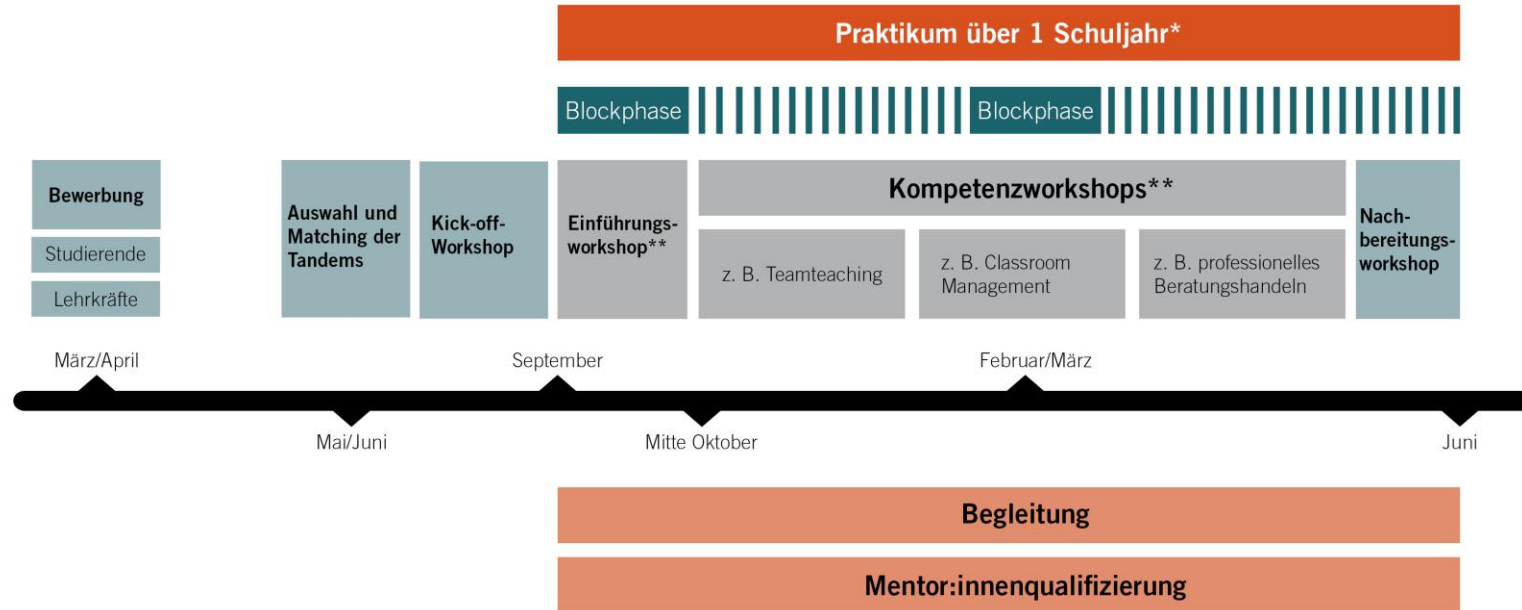 Praktikum über 1 Schuljahr*
Blockphase
Blockphase
Bewerbung
Studierende
Lehrkräfte
Auswahl und
Matching der
Tandems
Kick-off-
Workshop
Einführungs-
workshop**
Kompetenzworkshops**
z. B. Teamteaching
z. B. Classroom
Management
z. B. professionelles
Beratungshandeln
Nach-
bereitungs-
workshop
März/April
September
Februar/März
Mai/Juni
Mitte Oktober
Juni
Begleitung
Mentor:innenqualifizierung